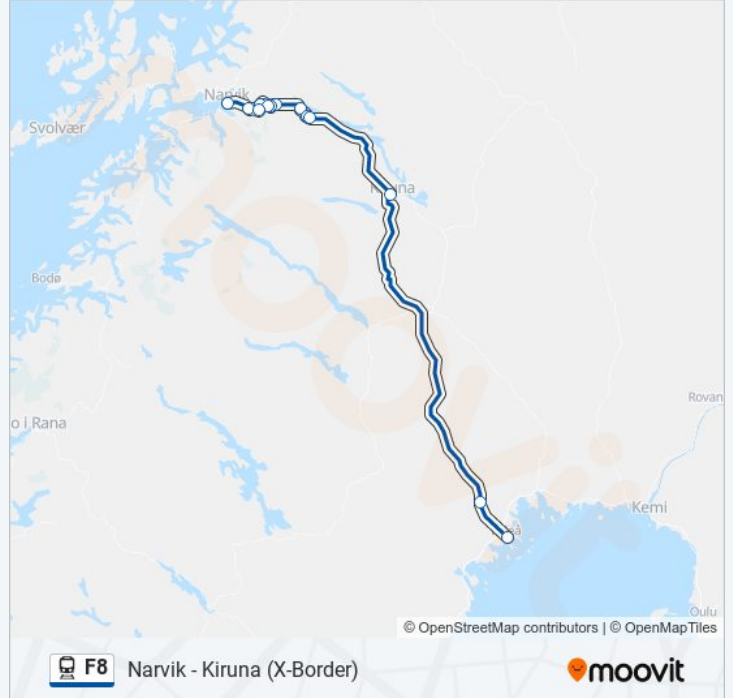 Narvik
Svolvær
Kiruna
Bodø
o i Rana
Rovan
Kemi
Oulu
© OpenStreetMap contributors | © OpenMapTiles
F8 Narvik - Kiruna (X-Border)
moovit